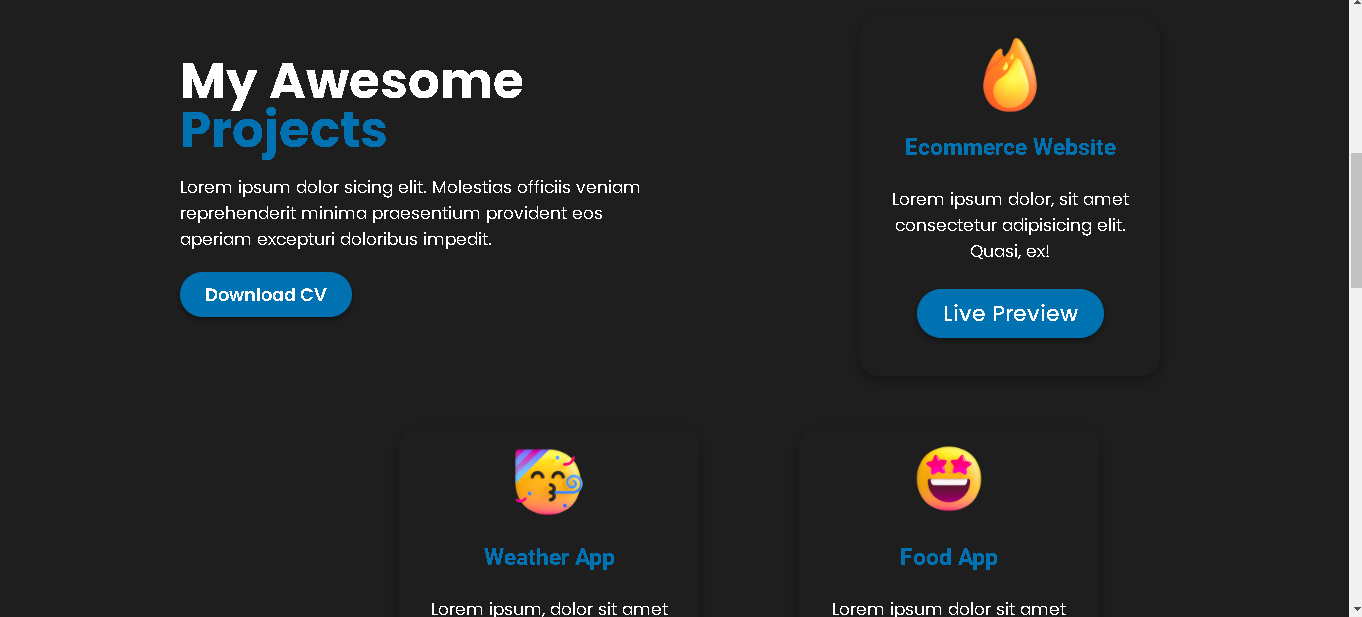 My Awesome
Projects
Lorem ipsum dolor sicing elit. Molestias officiis veniam
reprehenderit minima praesentium provident eos
aperiam excepturi doloribus impedit.
Download CV
Ecommerce Website
Lorem ipsum dolor, sit amet
consectetur adipisicing elit.
Quasi, ex!
Live Preview
Weather App
Lorem ipsum, dolor sit amet
Food App
Lorem ipsum dolor sit amet